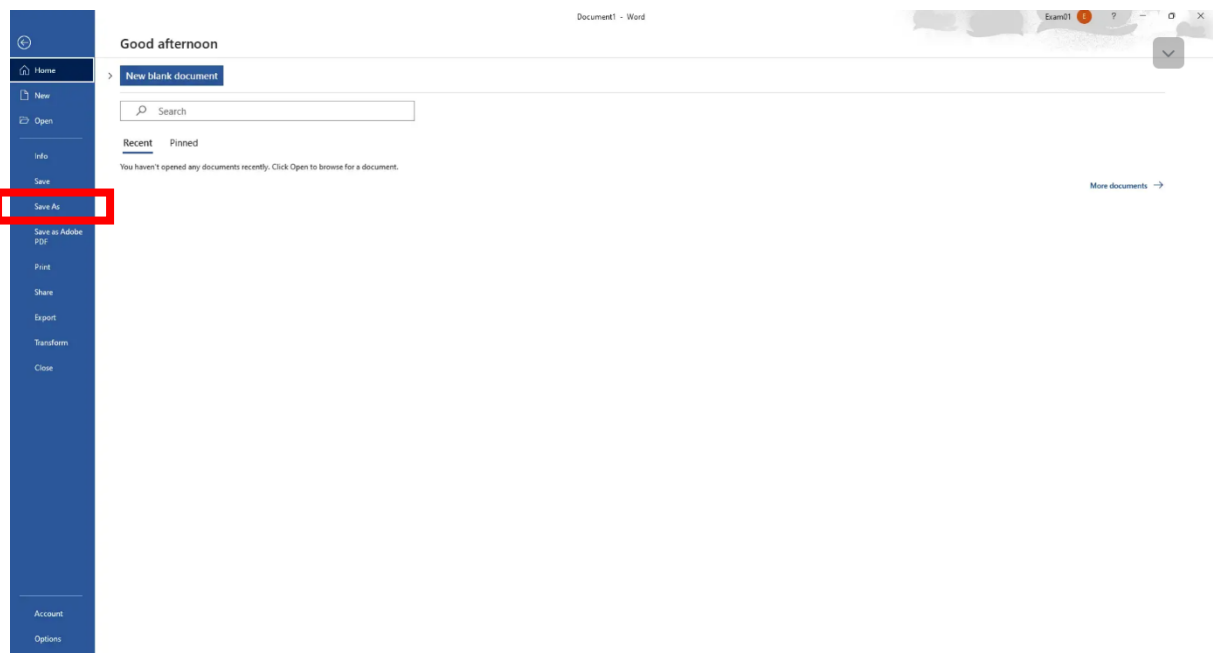 Document1 - Word
Exam01 E ?
Good afternoon
Home
New blank document
New
Search
Open
Recent Pinned
Info
You haven't opened any documents recently. Click Open to browse for a document.
Save
More documents
Save As
Save as Adobe
PDF
Print
Share
Export
Transform
Close
Account
Options